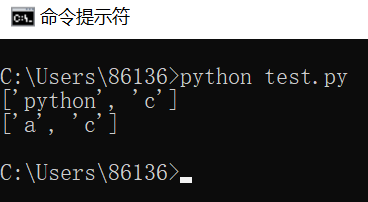 命令提示符
C:\Users\86136>python test.py
['python', 'c']
['a', 'c']
C:\Users\86136>